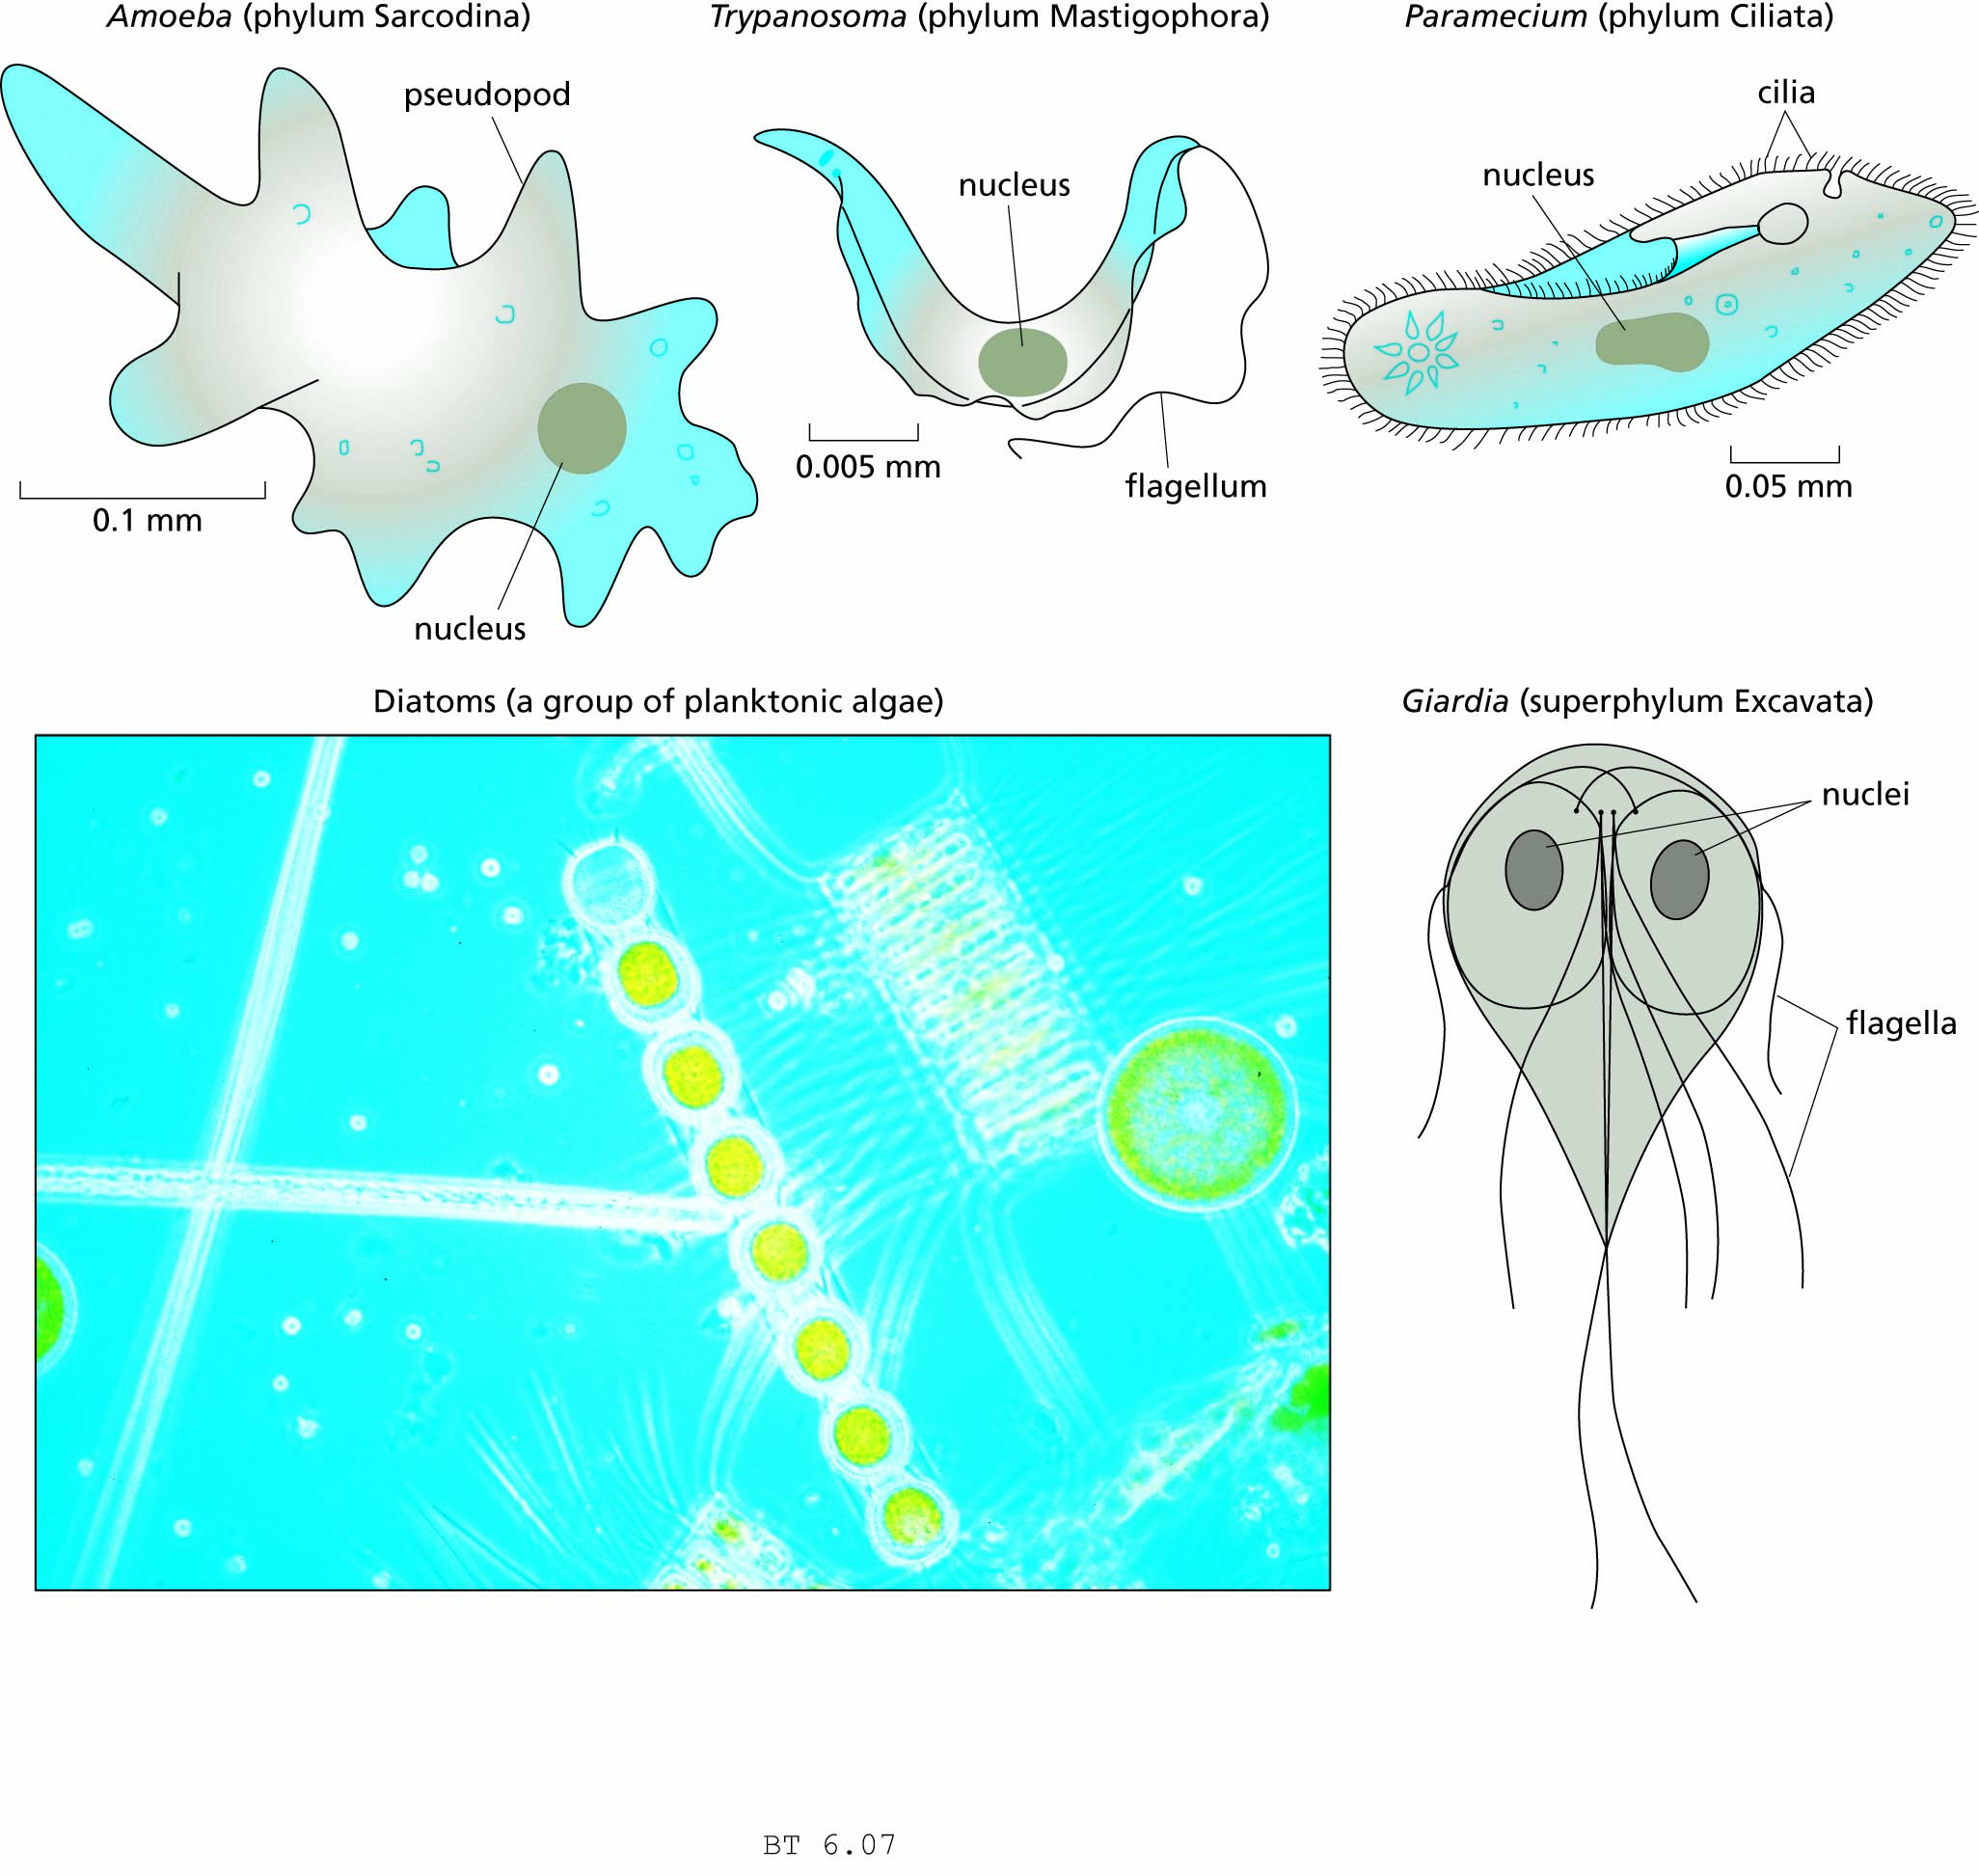 Amoeba (phylum Sarcodina)
pseudopod
nucleus
0.1 mm
Trypanosoma (phylum Mastigophora)
nucleus
0.005 mm
flagellum
Paramecium (phylum Ciliata)
cilia
nucleus
0.05 mm
Diatoms (a group of planktonic algae)
Giardia (superphylum Excavata)
nuclei
flagella
BT 6.07